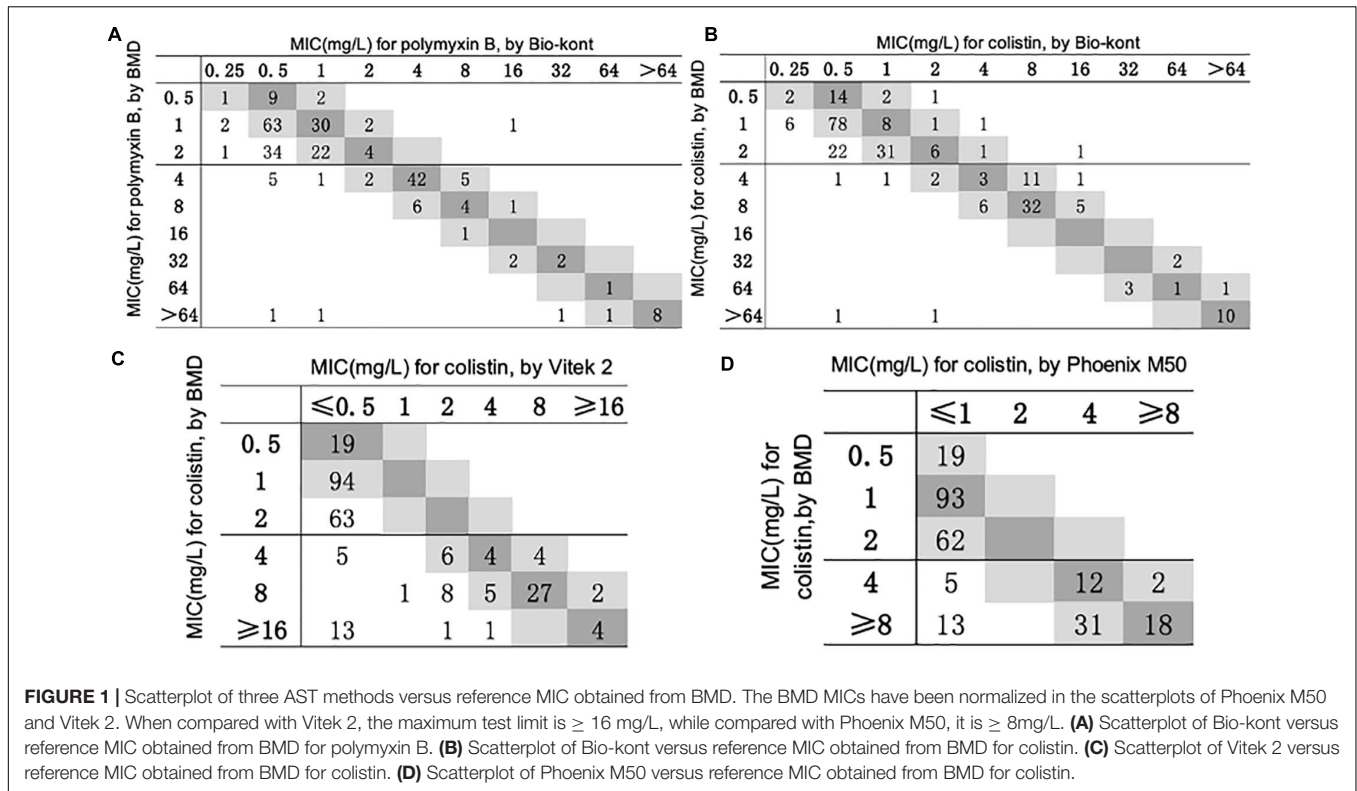 A
MIC(mg/L) for polymyxin B, by Bio-kont
MIC(mg/L) for polymyxin B, by BMD
0.25 0.5 1 2 4 8 16 32 64 >64
0.5 1 9 2
1 2 63 30 2 1
2 1 34 22 4
4 5 1 2 42 5
8 6 4 1
16 1
32 2 2
64 1
>64 1 1 1 1 8
B
MIC(mg/L) for colistin, by Bio-kont
MIC(mg/L) for colistin, by BMD
0.25 0.5 1 2 4 8 16 32 64 >64
0.5 2 14 2 1
1 6 78 8 1 1
2 22 31 6 1 1
4 1 1 2 3 11 1
8 6 32 5
16
32 2
64 3 1 1
>64 1 1 10
C
MIC(mg/L) for colistin, by Vitek 2
MIC(mg/L) for colistin, by BMD
≤0.5 1 2 4 8 ≥16
0.5 19
1 94
2 63
4 5 6 4 4
8 1 8 5 27 2
≥16 13 1 1 4
D
MIC(mg/L) for colistin, by Phoenix M50
MIC(mg/L) for
colistin,by BMD
≤1 2 4 ≥8
0.5 19
1 93
2 62
4 5 12 2
≥8 13 31 18
FIGURE 1 | Scatterplot of three AST methods versus reference MIC obtained from BMD. The BMD MICs have been normalized in the scatterplots of Phoenix M50
and Vitek 2. When compared with Vitek 2, the maximum test limit is ≥ 16 mg/L, while compared with Phoenix M50, it is ≥ 8mg/L. (A) Scatterplot of Bio-kont versus
reference MIC obtained from BMD for polymyxin B. (B) Scatterplot of Bio-kont versus reference MIC obtained from BMD for colistin. (C) Scatterplot of Vitek 2 versus
reference MIC obtained from BMD for colistin. (D) Scatterplot of Phoenix M50 versus reference MIC obtained from BMD for colistin.